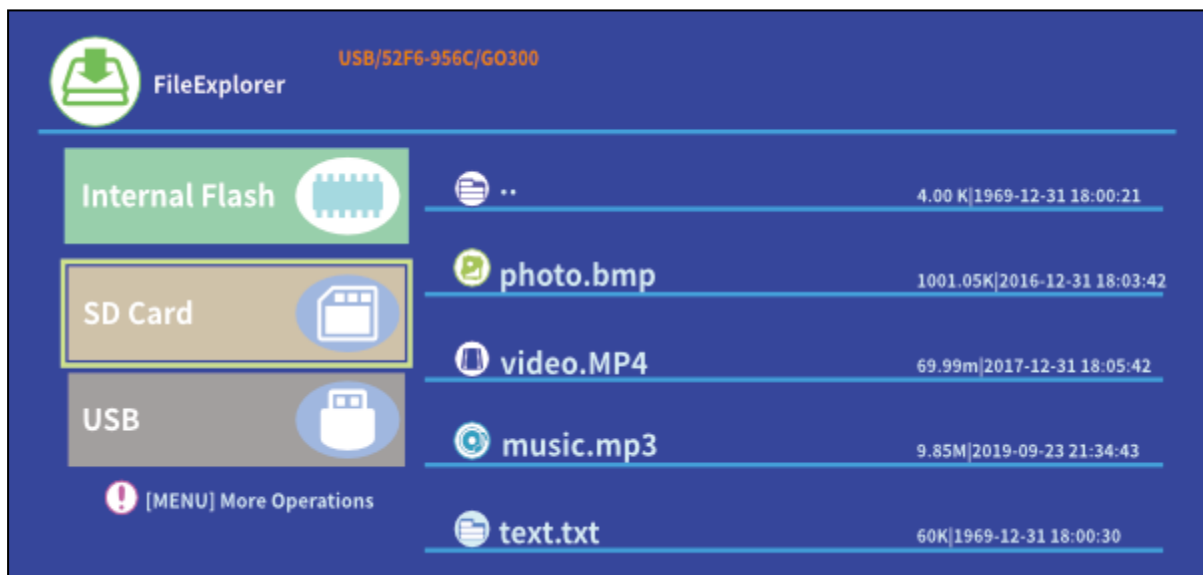 USB/52F6-956C/GO300
FileExplorer
Internal Flash
SD Card
USB
[MENU] More Operations
.. 4.00 K|1969-12-31 18:00:21
photo.bmp 1001.05K|2016-12-31 18:03:42
video.MP4 69.99m|2017-12-31 18:05:42
music.mp3 9.85M|2019-09-23 21:34:43
text.txt 60K|1969-12-31 18:00:30